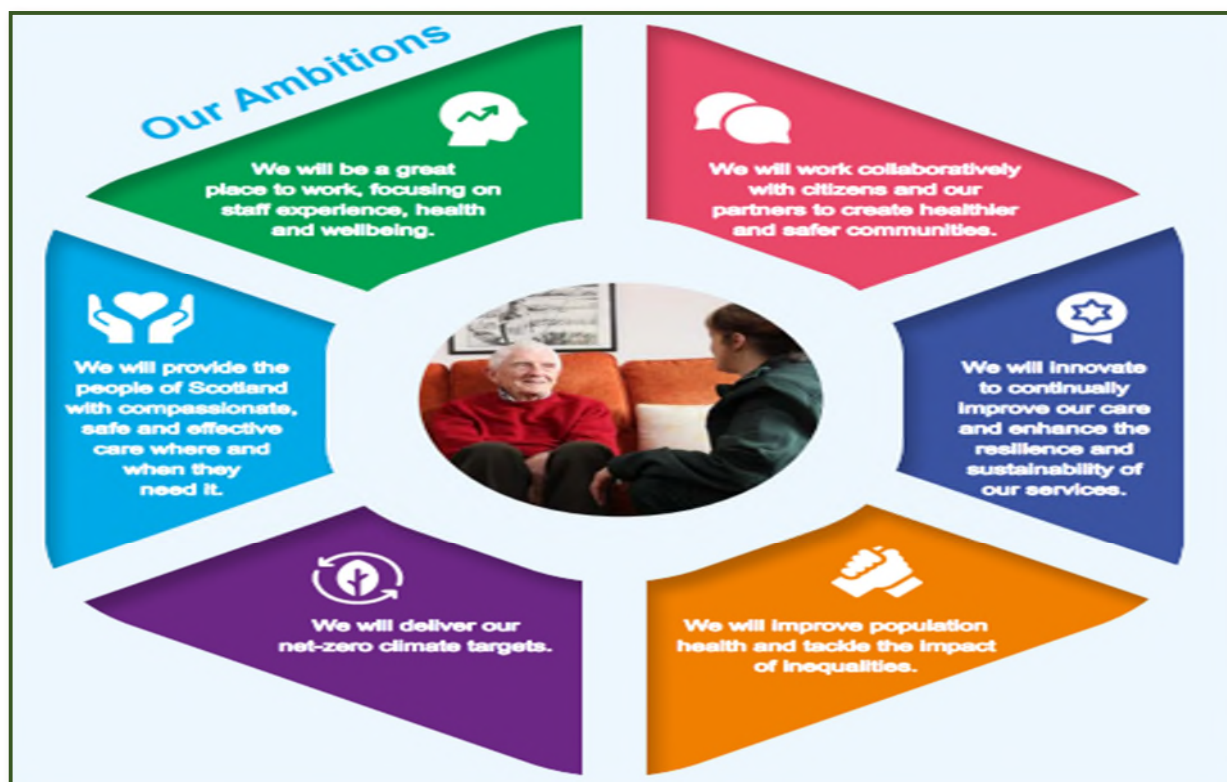 Our Ambitions
We will be a great
place to work, focusing on
staff experience, health
and wellbeing.
We will work collaboratively
with citizens and our
partners to create healthier
and safer communities.
We will provide the
people of Scotland
with compassionate,
safe and effective
care where and
when they
need it.
We will innovate
to continually
improve our care
and enhance the
resilience and
sustainability of
our services.
We will deliver our
net-zero climate targets.
We will improve population
health and tackle the impact
of inequalities.